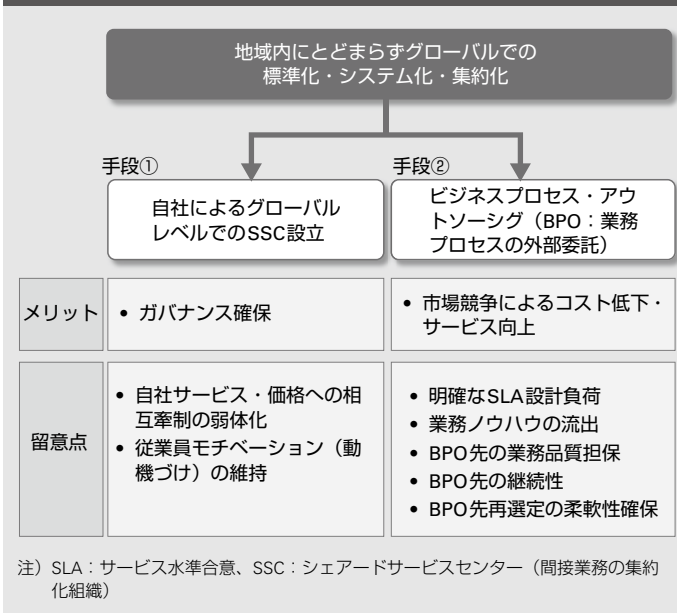 地域内にとどまらずグローバルでの
標準化・システム化・集約化
手段①
自社によるグローバル
レベルでのSSC設立
手段②
ビジネスプロセス・アウ
トソーシグ（BPO：業務
プロセスの外部委託）
メリット
• ガバナンス確保
• 市場競争によるコスト低下・
サービス向上
留意点
• 自社サービス・価格への相
互牽制の弱体化
• 従業員モチベーション（動
機づけ）の維持
• 明確なSLA設計負荷
• 業務ノウハウの流出
• BPO先の業務品質担保
• BPO先の継続性
• BPO先再選定の柔軟性確保
注）SLA：サービス水準合意、SSC：シェアードサービスセンター（間接業務の集約
化組織）